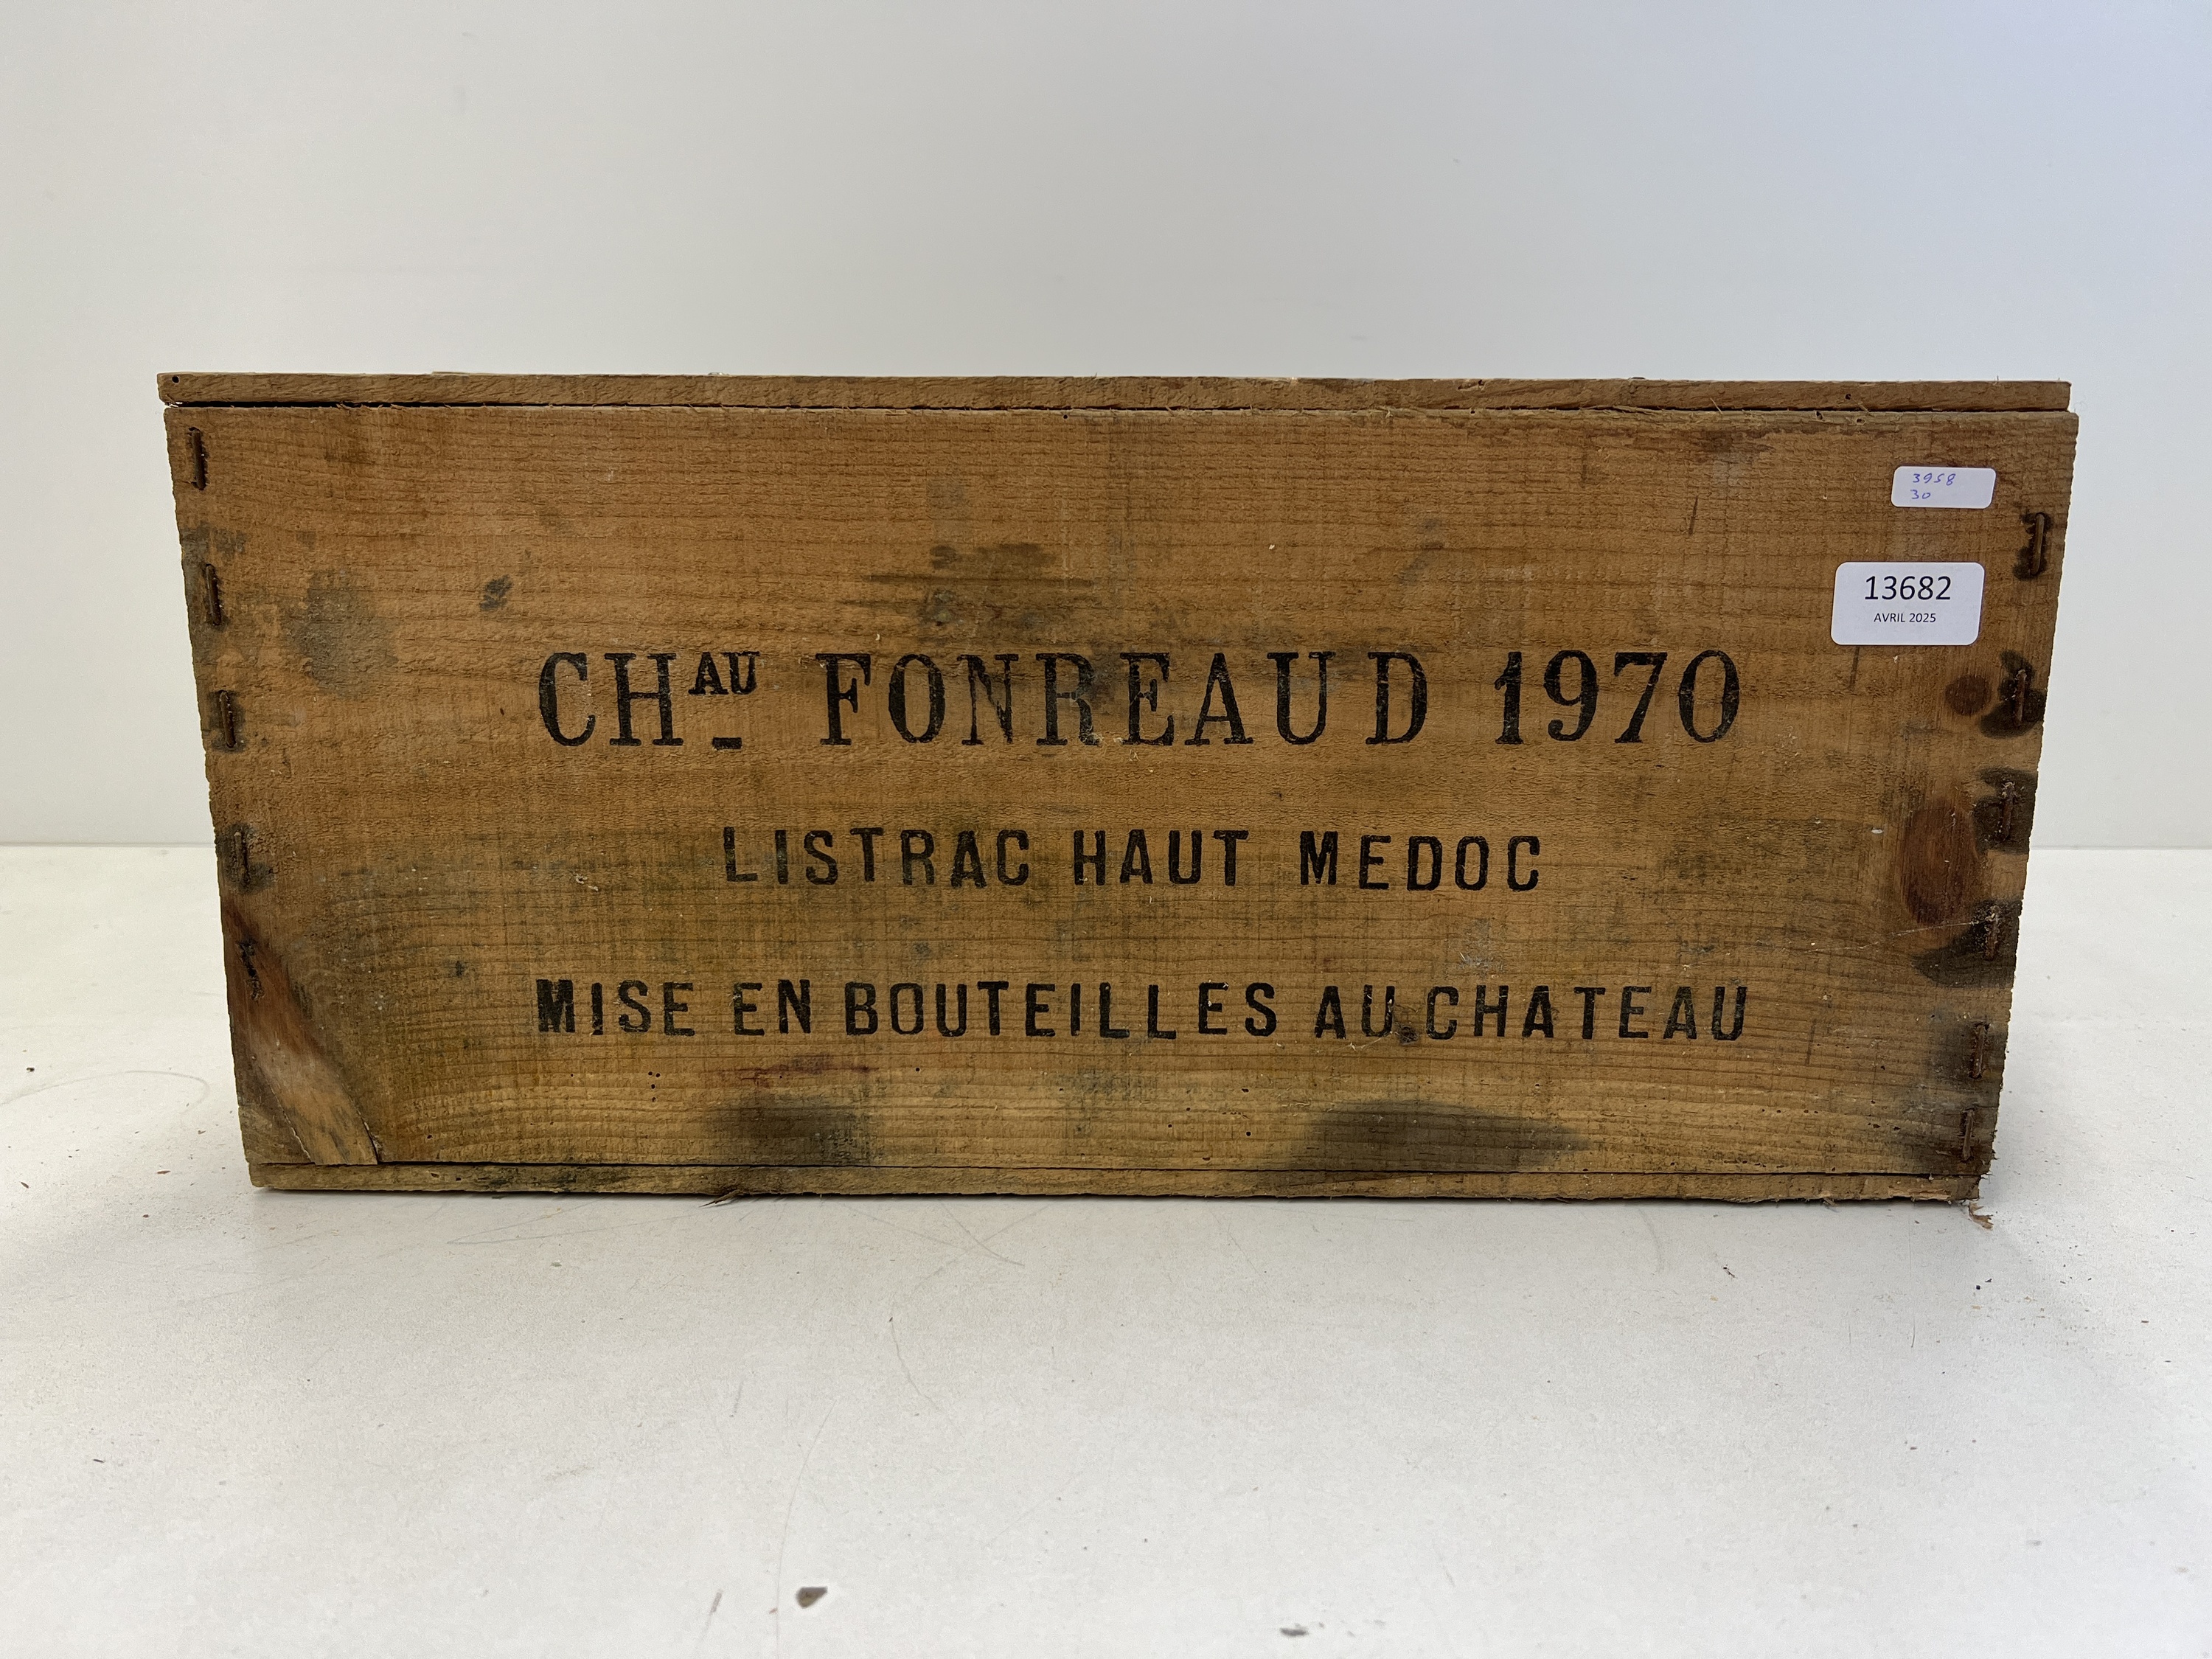 3958
30
13682
AVRIL 2025
CHAU FONREAUD 1970
LISTRAC HAUT MEDOC
MISE EN BOUTEILLES AU CHATEAU